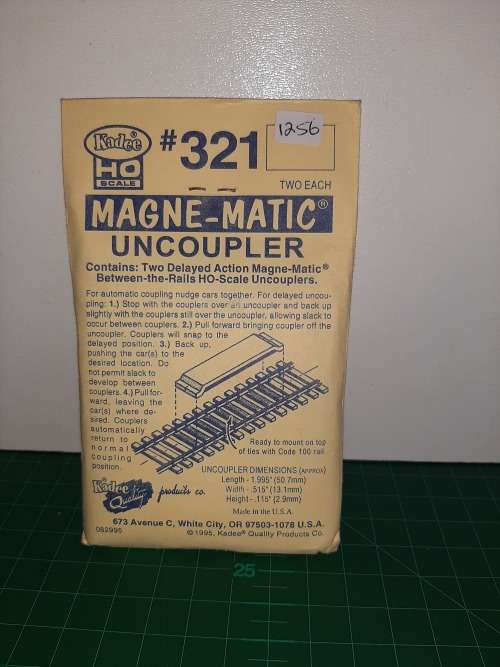 Kadee®
HO
SCALE
#321
1256
TWO EACH
MAGNE-MATIC®
UNCOUPLER
Contains: Two Delayed Action Magne-Matic®
Between-the-Rails HO-Scale Uncouplers.
For automatic coupling nudge cars together. For delayed uncou-
pling: 1.) Stop with the couplers over an uncoupler and back up
slightly with the couplers still over the uncoupler, allowing slack to
occur between couplers. 2.) Pull forward bringing coupler off the
uncoupler. Couplers will snap to the
delayed position. 3.) Back up,
pushing the car(s) to the
desired location. Do
not permit slack to
develop between
couplers. 4.) Pull for-
ward, leaving the
car(s) where de-
sired. Couplers
automatically
return to
normal
coupling
position.
Ready to mount on top
of ties with Code 100 rail
UNCOUPLER DIMENSIONS (APPROX)
Length - 1.995" (50.7mm)
Width - .515" (13.1mm)
Height - .115" (2.9mm)
Made in the U.S.A.
Kadee® Quality products co.
673 Avenue C, White City, OR 97503-1078 U.S.A.
062995
©1995, Kadee® Quality Products Co.
25